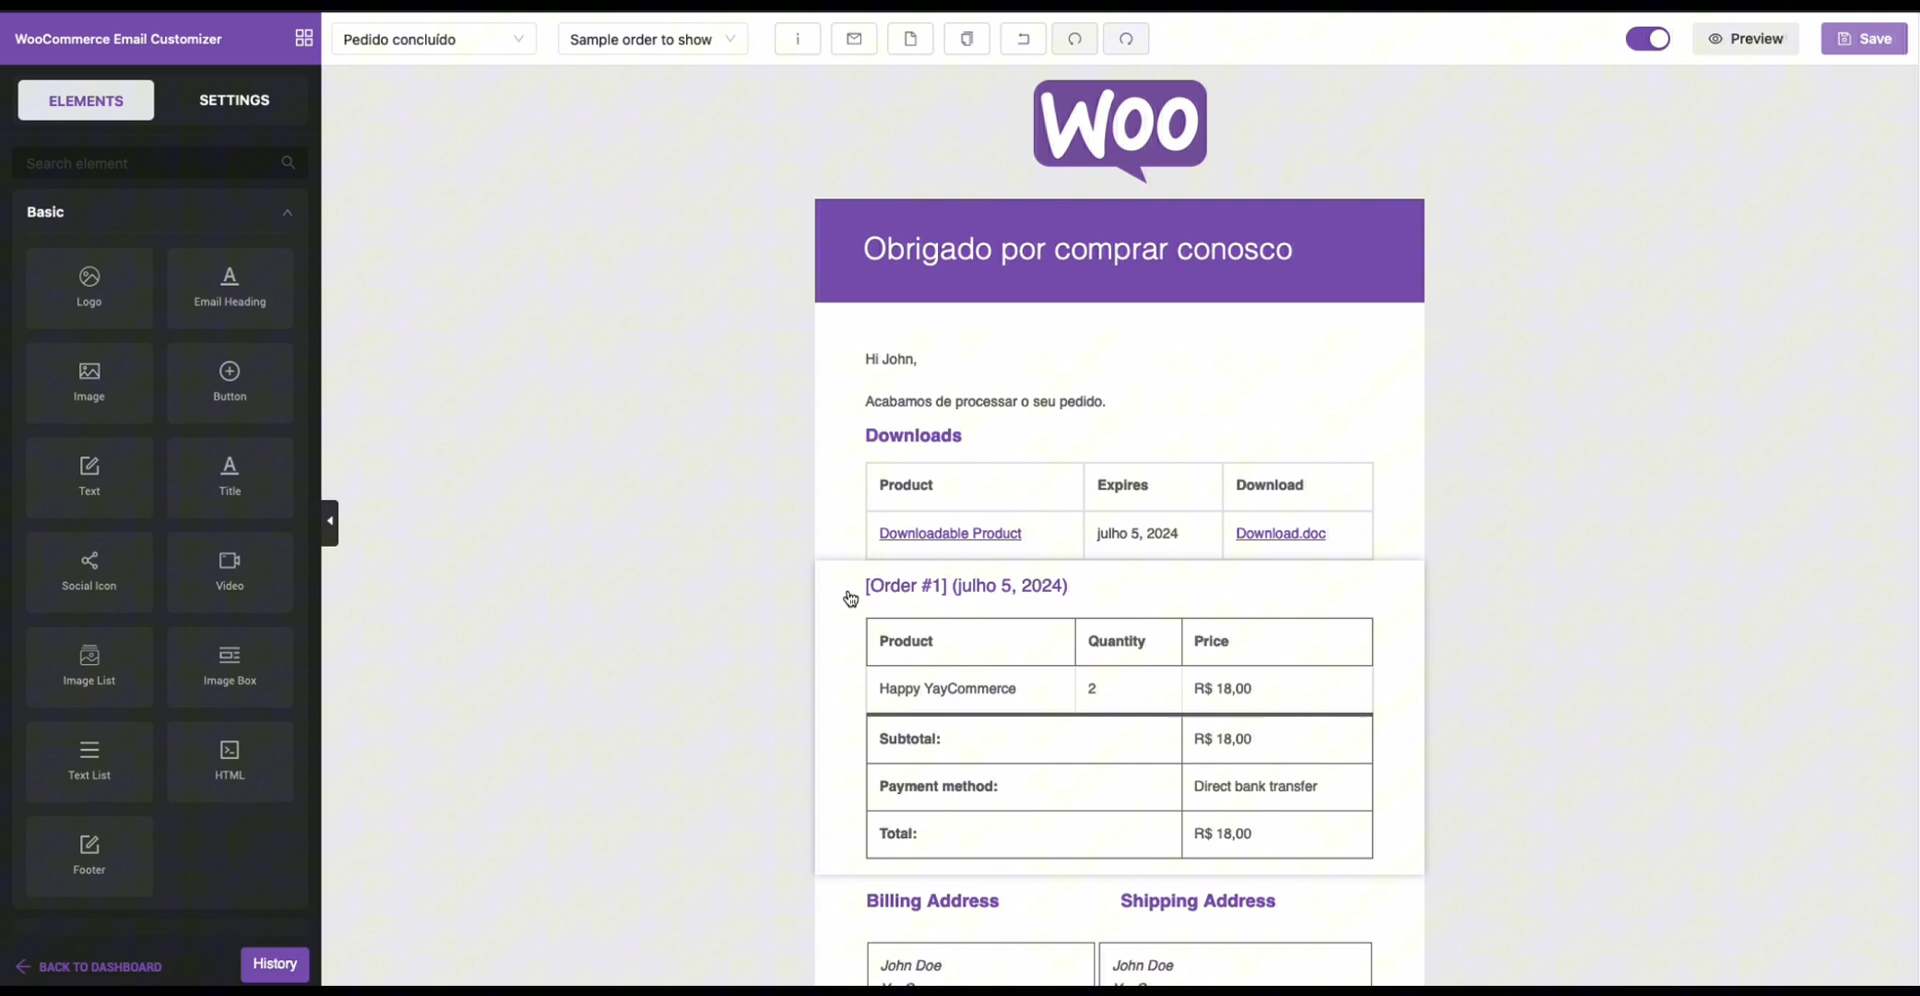 WooCommerce Email Customizer
Pedido concluído
Sample order to show
Preview
Save
ELEMENTS
SETTINGS
Search element
Basic
Logo
Email Heading
Image
Button
Text
Title
Social Icon
Video
Image List
Image Box
Text List
HTML
Footer
BACK TO DASHBOARD
History
Woo
Obrigado por comprar conosco
Hi John,
Acabamos de processar o seu pedido.
Downloads
Product Expires Download
Downloadable Product julho 5, 2024 Download.doc
[Order #1] (julho 5, 2024)
Product Quantity Price
Happy YayCommerce 2 R$ 18,00
Subtotal: R$ 18,00
Payment method: Direct bank transfer
Total: R$ 18,00
Billing Address Shipping Address
John Doe John Doe